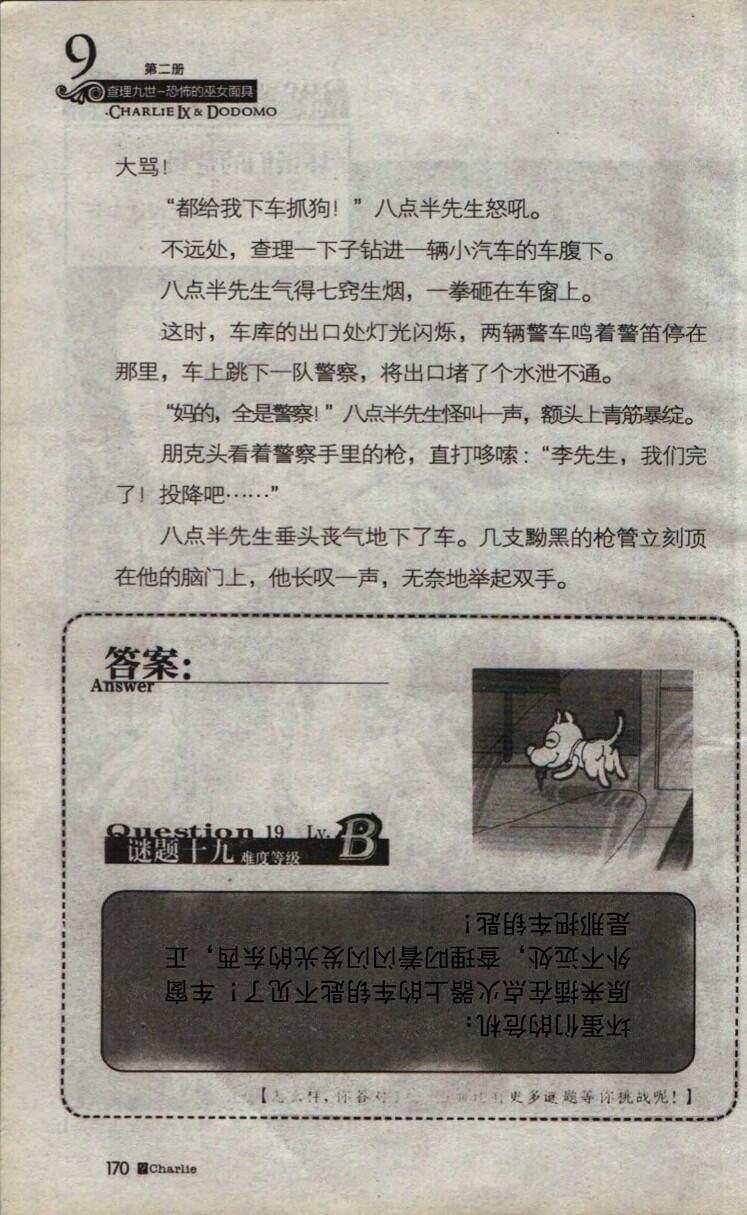 9
第二册
查理九世-恐怖的巫女面具
·CHARLIE IX & DODOMO
大骂！
“都给我下车抓狗！”八点半先生怒吼。
不远处，查理一下子钻进一辆小汽车的车腹下。
八点半先生气得七窍生烟，一拳砸在车窗上。
这时，车库的出口处灯光闪烁，两辆警车鸣着警笛停在
那里，车上跳下一队警察，将出口堵了个水泄不通。
“妈的，全是警察！”八点半先生怪叫一声，额头上青筋暴绽。
朋克头看着警察手里的枪，直打哆嗦：“李先生，我们完
了！投降吧……”
八点半先生垂头丧气地下了车。几支黝黑的枪管立刻顶
在他的脑门上，他长叹一声，无奈地举起双手。
答案：
Answer
Question 19 Lv. B
谜题十九 难度等级
坏蛋们的危机：
原来插在点火器上的车钥匙不见了！车窗
外不远处，查理叼着闪闪发光的东西，正
是那把车钥匙！
【怎么样，你答对 更多谜题等你挑战呢！】
170 9 Charlie